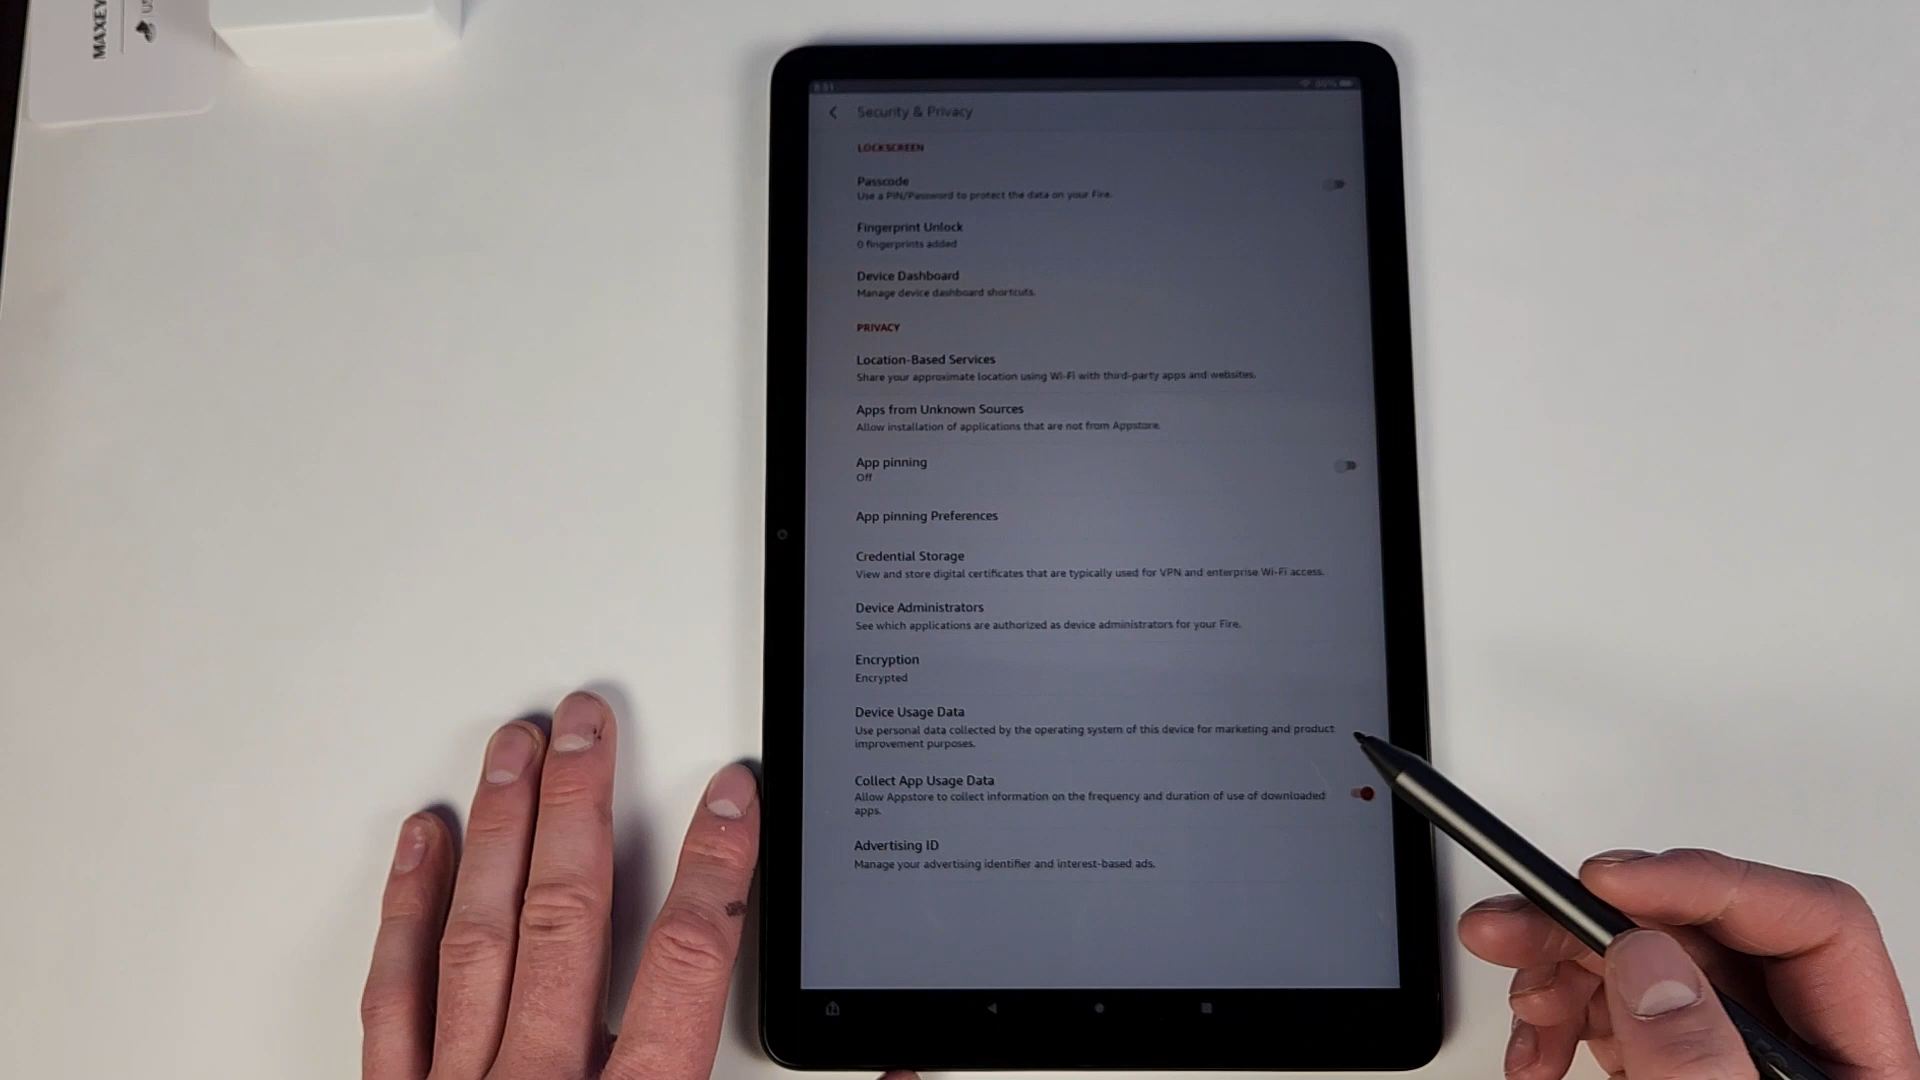 MAXEY
US
8:51
Security & Privacy
LOCKSCREEN
Passcode
Use a PIN/Password to protect the data on your Fire.
Fingerprint Unlock
0 fingerprints added
Device Dashboard
Manage device dashboard shortcuts.
PRIVACY
Location-Based Services
Share your approximate location using Wi-Fi with third-party apps and websites.
Apps from Unknown Sources
Allow installation of applications that are not from Appstore.
App pinning
Off
App pinning Preferences
Credential Storage
View and store digital certificates that are typically used for VPN and enterprise Wi-Fi access.
Device Administrators
See which applications are authorized as device administrators for your Fire.
Encryption
Encrypted
Device Usage Data
Use personal data collected by the operating system of this device for marketing and product
improvement purposes.
Collect App Usage Data
Allow Appstore to collect information on the frequency and duration of use of downloaded
apps.
Advertising ID
Manage your advertising identifier and interest-based ads.